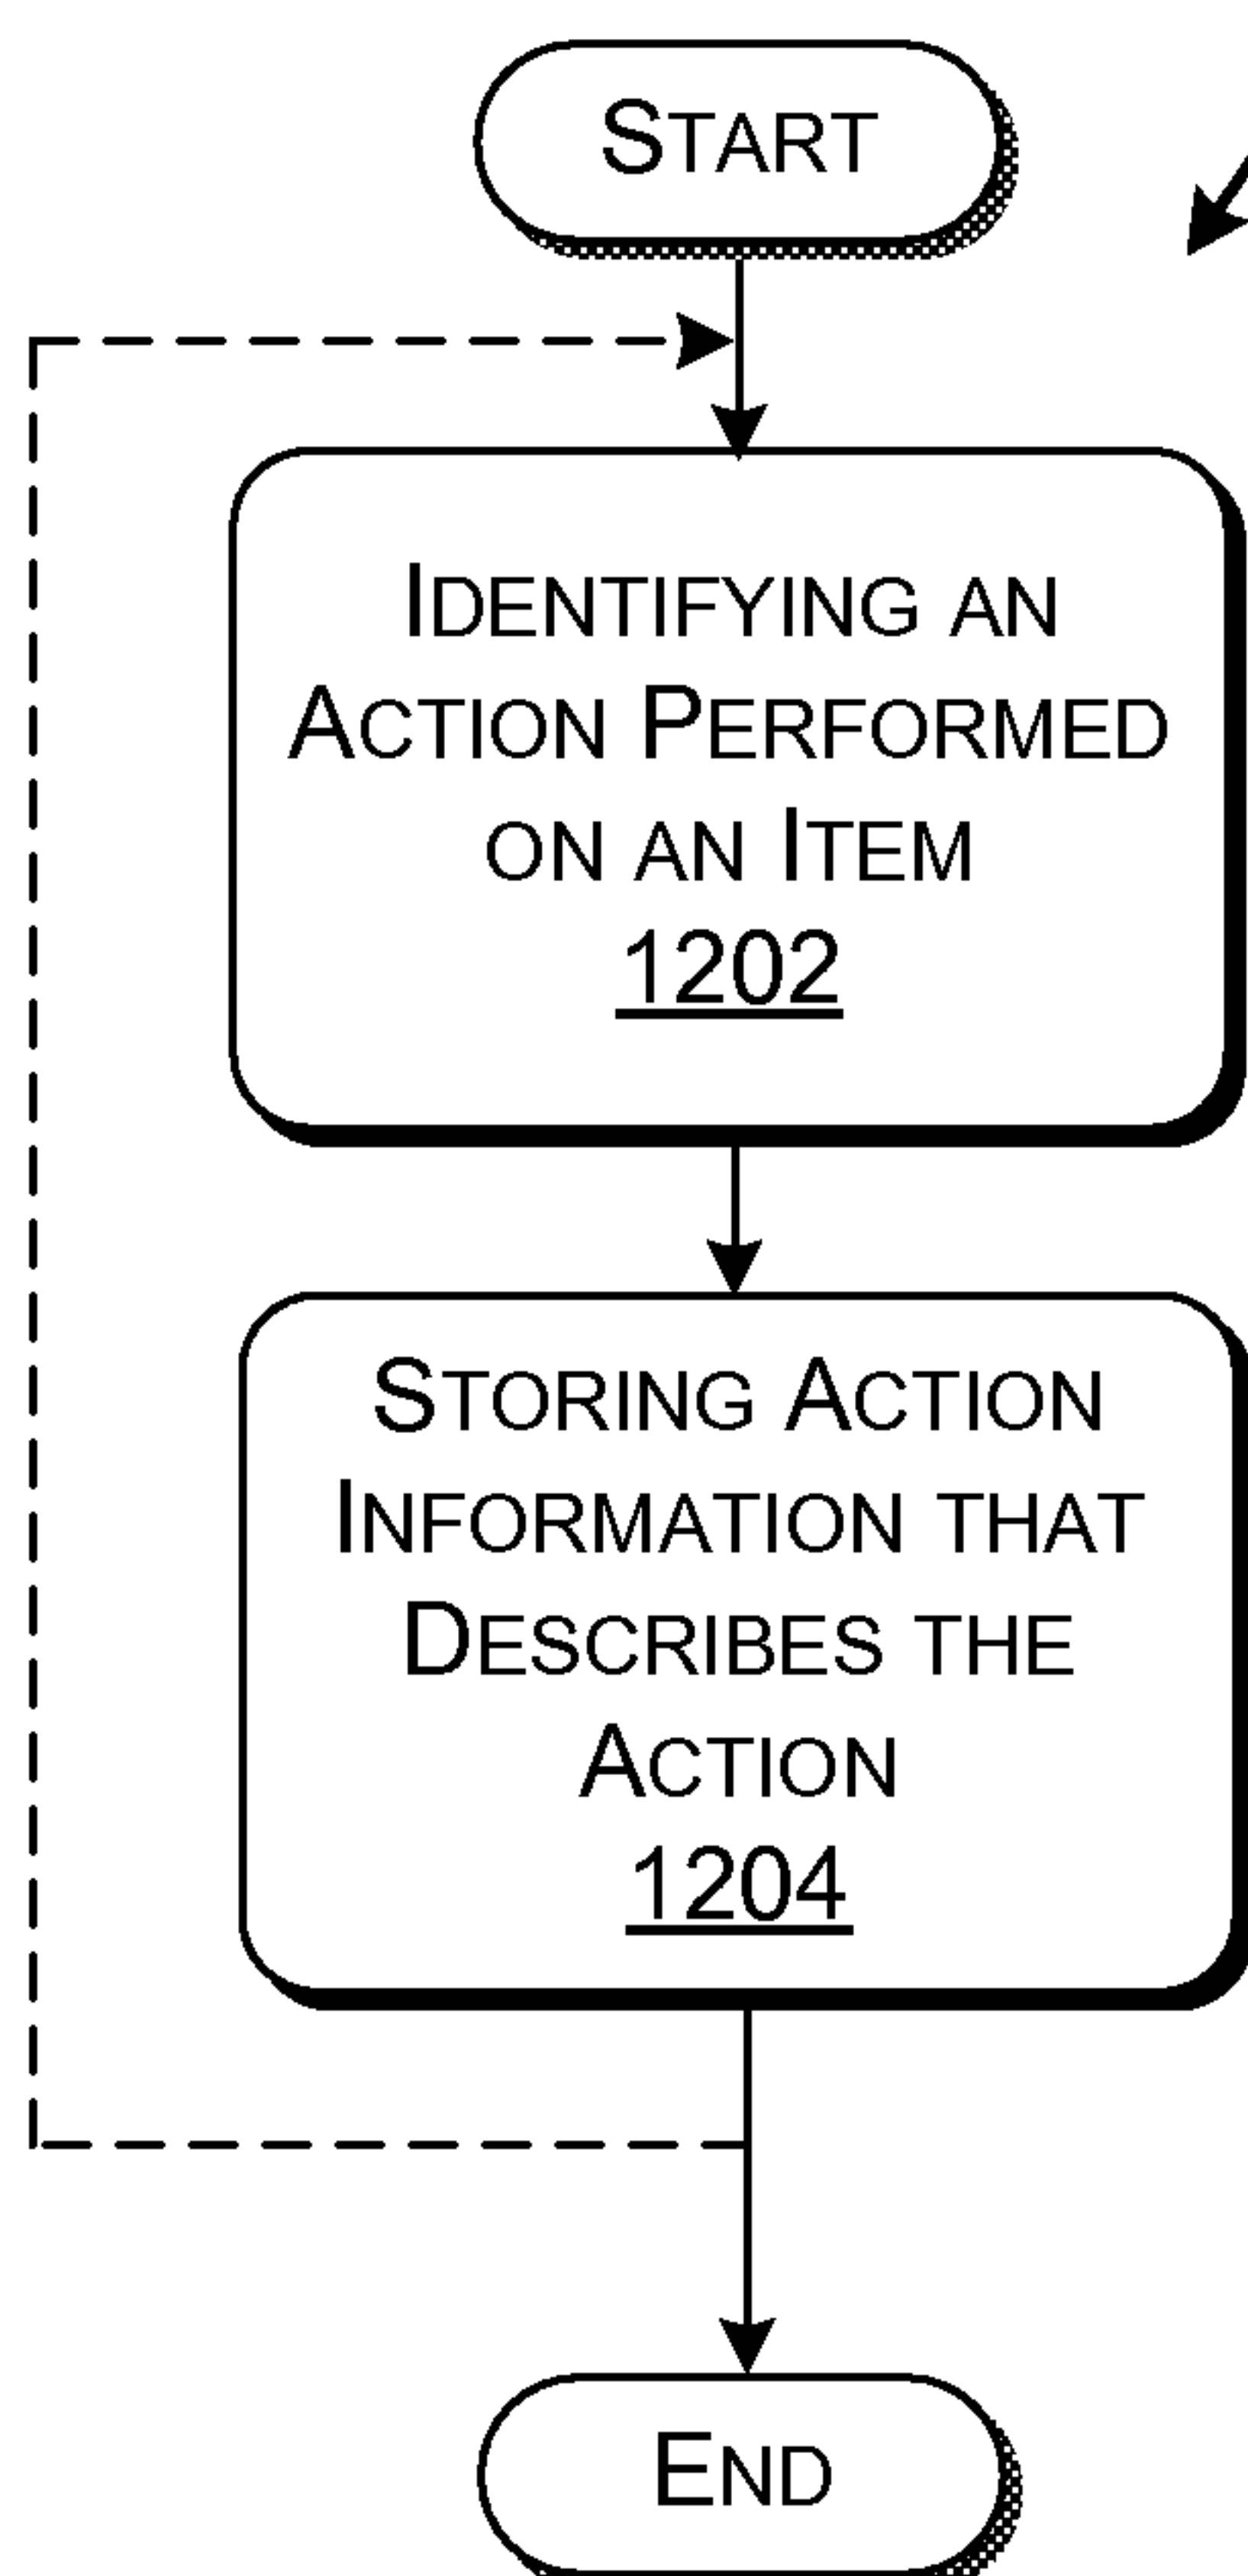 START
IDENTIFYING AN
ACTION PERFORMED
ON AN ITEM
1202
STORING ACTION
INFORMATION THAT
DESCRIBES THE
ACTION
1204
END